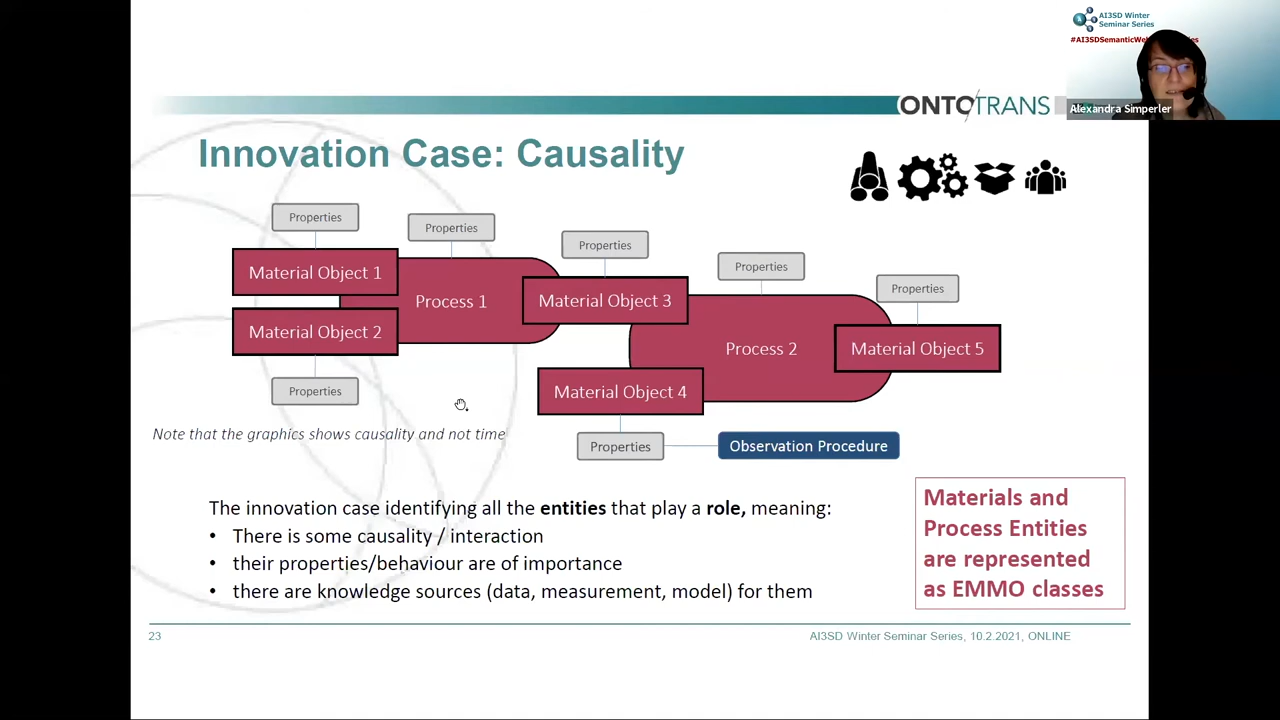 AI3SD Winter
Seminar Series
#AI3SDSemanticWeb
Alexandra Simperler
ONTOTRANS
Innovation Case: Causality
Properties
Properties
Properties
Properties
Properties
Material Object 1
Process 1
Material Object 3
Material Object 2
Process 2
Material Object 5
Properties
Material Object 4
Note that the graphics shows causality and not time
Properties
Observation Procedure
The innovation case identifying all the entities that play a role, meaning:
• There is some causality / interaction
• their properties/behaviour are of importance
• there are knowledge sources (data, measurement, model) for them
Materials and
Process Entities
are represented
as EMMO classes
23
AI3SD Winter Seminar Series, 10.2.2021, ONLINE